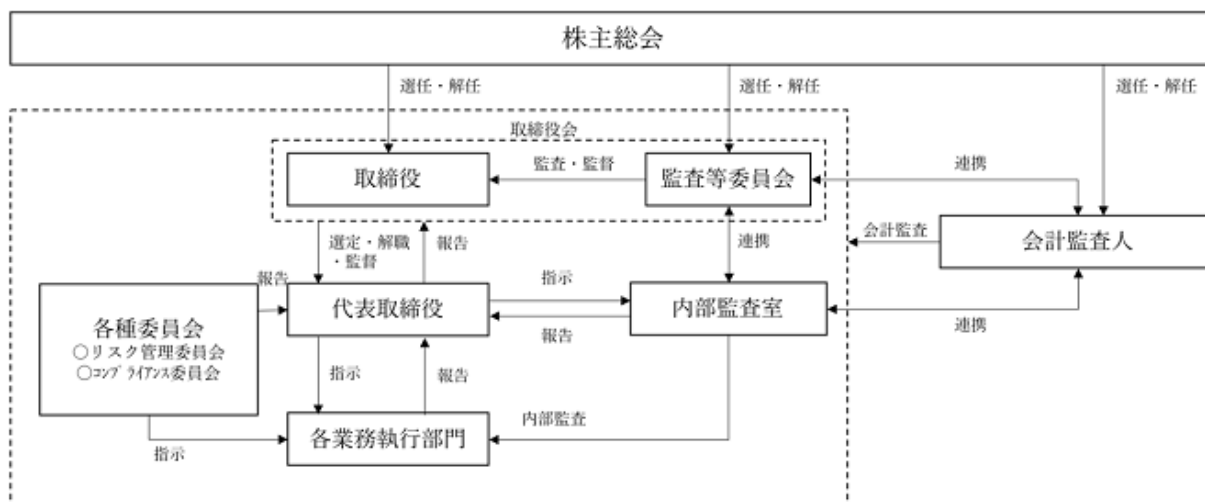 株主総会
選任・解任
選任・解任
選任・解任
取締役会
取締役
監査・監督
監査等委員会
連携
会計監査
会計監査人
選定・解職
・監督
報告
連携
報告
指示
代表取締役
内部監査室
報告
連携
各種委員会
○リスク管理委員会
○コンプライアンス委員会
指示
報告
内部監査
各業務執行部門
指示